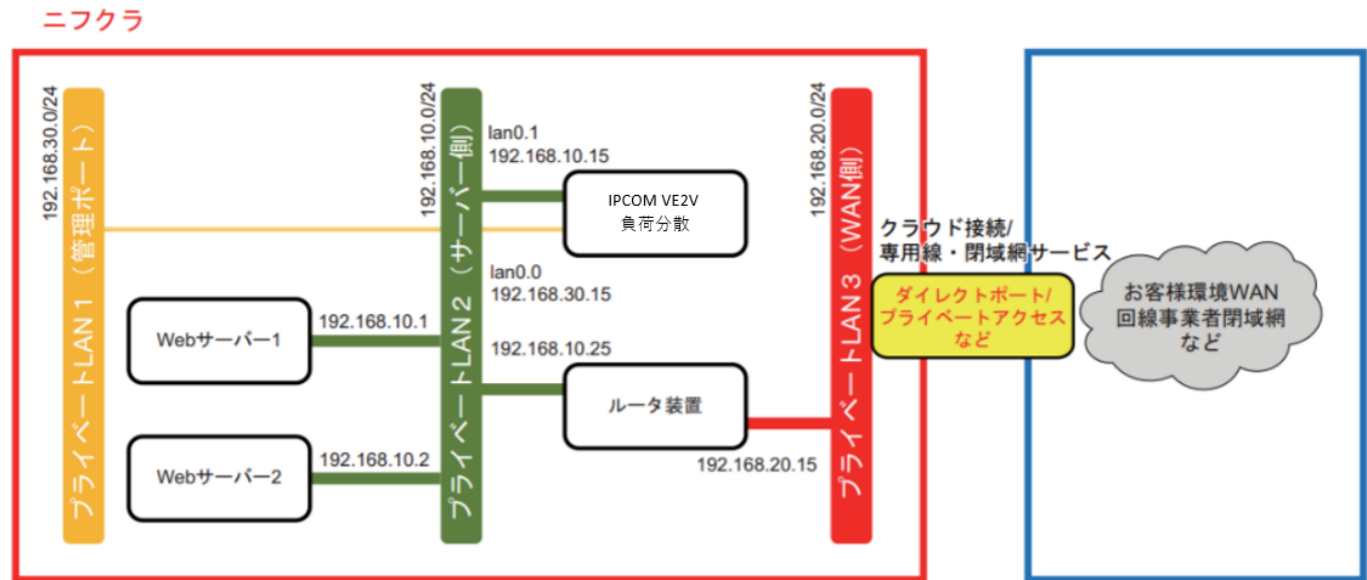 ニフクラ
192.168.30.0/24
プライベートLAN1（管理ポート）
192.168.10.0/24
プライベートLAN2（サーバー側）
lan0.1
192.168.10.15
IPCOM VE2V
負荷分散
lan0.0
192.168.30.15
Webサーバー1
192.168.10.1
192.168.10.25
ルータ装置
192.168.20.15
Webサーバー2
192.168.10.2
192.168.20.0/24
プライベートLAN3（WAN側）
クラウド接続/
専用線・閉域網サービス
ダイレクトポート/
プライベートアクセス
など
お客様環境WAN
回線事業者閉域網
など